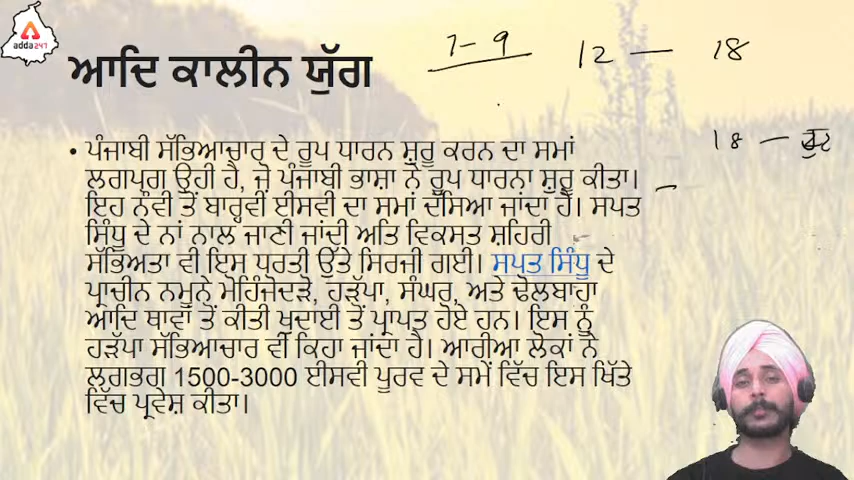 adda247
ਆਦਿ ਕਾਲੀਨ ਯੁੱਗ
7-9 12 — 18
18 —
• ਪੰਜਾਬੀ ਸੱਭਿਆਚਾਰ ਦੇ ਰੂਪ ਧਾਰਨ ਸ਼ੁਰੂ ਕਰਨ ਦਾ ਸਮਾਂ
ਲਗਪਗ ਉਹੀ ਹੈ, ਜੋ ਪੰਜਾਬੀ ਭਾਸ਼ਾ ਨੇ ਰੂਪ ਧਾਰਨਾ ਸ਼ੁਰੂ ਕੀਤਾ।
ਇਹ ਨੌਵੀਂ ਤੋਂ ਬਾਰ੍ਹਵੀਂ ਈਸਵੀ ਦਾ ਸਮਾਂ ਦੱਸਿਆ ਜਾਂਦਾ ਹੈ। ਸਪਤ
ਸਿੰਧੂ ਦੇ ਨਾਂ ਨਾਲ ਜਾਣੀ ਜਾਂਦੀ ਅਤਿ ਵਿਕਸਤ ਸ਼ਹਿਰੀ
ਸੱਭਿਅਤਾ ਵੀ ਇਸ ਧਰਤੀ ਉੱਤੇ ਸਿਰਜੀ ਗਈ। ਸਪਤ ਸਿੰਧੂ ਦੇ
ਪ੍ਰਾਚੀਨ ਨਮੂਨੇ ਮੋਹਿੰਜੋਦੜੋ, ਹੜੱਪਾ, ਸੰਘਰ, ਅਤੇ ਢੋਲਬਾਹਾ
ਆਦਿ ਥਾਵਾਂ ਤੋਂ ਕੀਤੀ ਖੁਦਾਈ ਤੋਂ ਪ੍ਰਾਪਤ ਹੋਏ ਹਨ। ਇਸ ਨੂੰ
ਹੜੱਪਾ ਸੱਭਿਆਚਾਰ ਵੀ ਕਿਹਾ ਜਾਂਦਾ ਹੈ। ਆਰੀਆ ਲੋਕਾਂ ਨੇ
ਲਗਭਗ 1500-3000 ਈਸਵੀ ਪੂਰਵ ਦੇ ਸਮੇਂ ਵਿੱਚ ਇਸ ਖਿੱਤੇ
ਵਿੱਚ ਪ੍ਰਵੇਸ਼ ਕੀਤਾ।